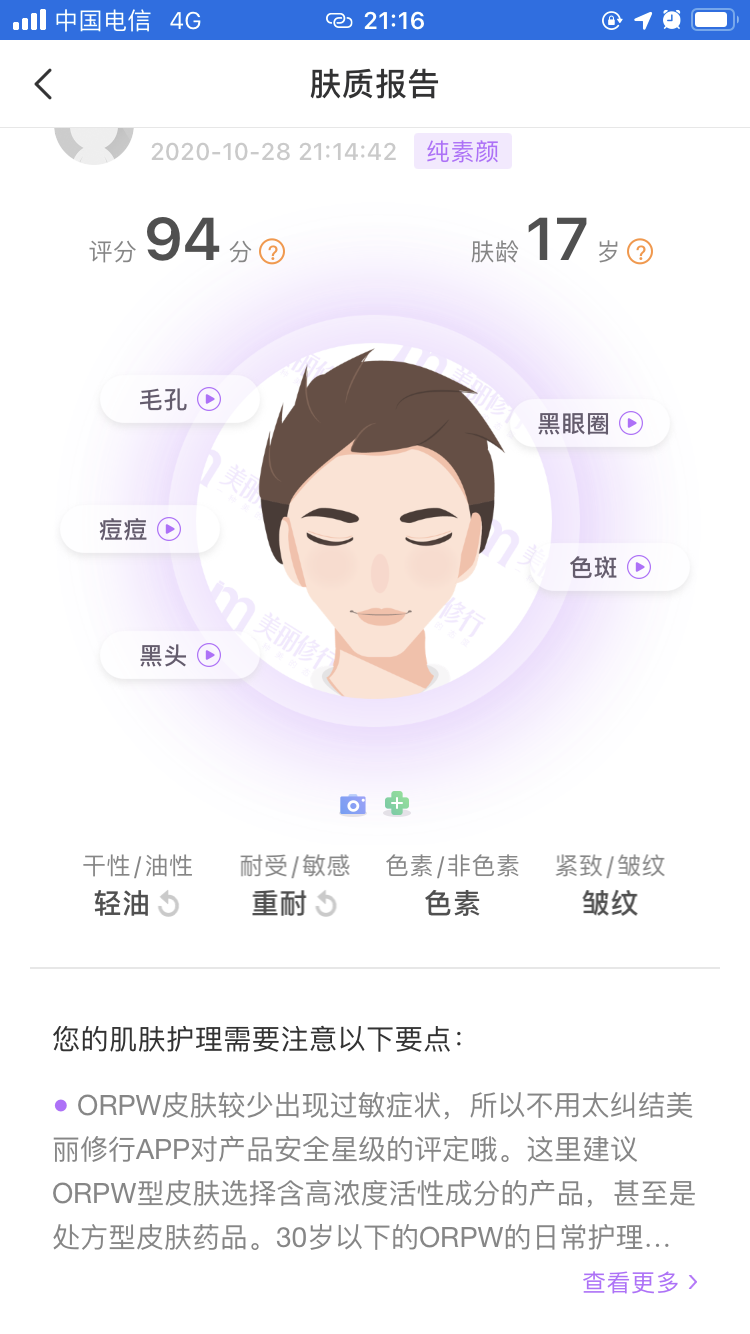 中国电信 4G 21:16
肤质报告
2020-10-28 21:14:42 纯素颜
评分 94 分 ? 肤龄 17 岁 ?
毛孔
黑眼圈
痘痘
色斑
黑头
美丽修行
干性/油性 耐受/敏感 色素/非色素 紧致/皱纹
轻油 重耐 色素 皱纹
您的肌肤护理需要注意以下要点：
ORPW皮肤较少出现过敏症状，所以不用太纠结美
丽修行APP对产品安全星级的评定哦。这里建议
ORPW型皮肤选择含高浓度活性成分的产品，甚至是
处方型皮肤药品。30岁以下的ORPW的日常护理...
查看更多